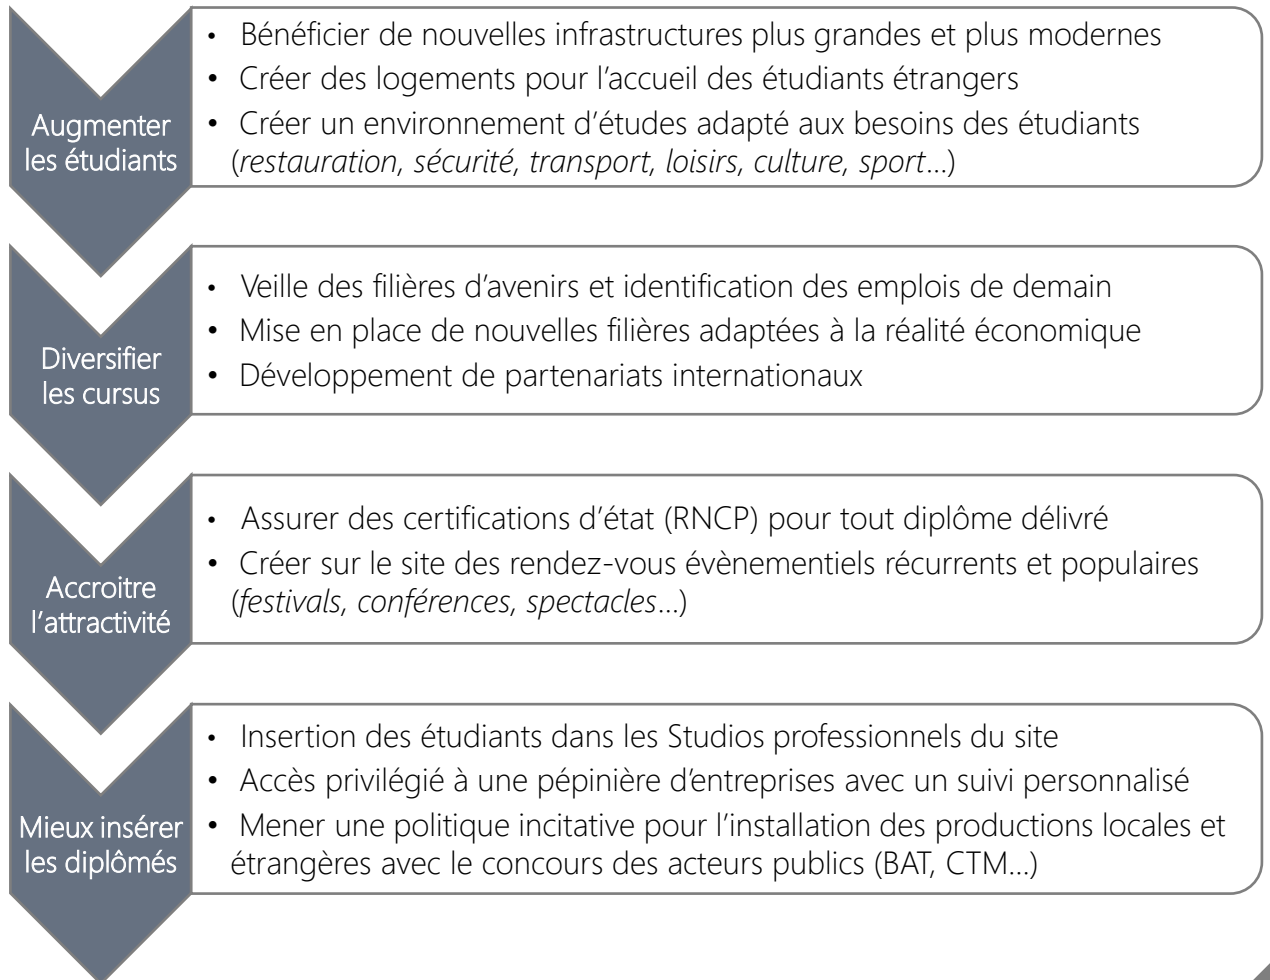 Augmenter
les étudiants
• Bénéficier de nouvelles infrastructures plus grandes et plus modernes
• Créer des logements pour l’accueil des étudiants étrangers
• Créer un environnement d’études adapté aux besoins des étudiants
(restauration, sécurité, transport, loisirs, culture, sport…)
Diversifier
les cursus
• Veille des filières d’avenirs et identification des emplois de demain
• Mise en place de nouvelles filières adaptées à la réalité économique
• Développement de partenariats internationaux
Accroitre
l’attractivité
• Assurer des certifications d’état (RNCP) pour tout diplôme délivré
• Créer sur le site des rendez-vous évènementiels récurrents et populaires
(festivals, conférences, spectacles…)
Mieux insérer
les diplômés
• Insertion des étudiants dans les Studios professionnels du site
• Accès privilégié à une pépinière d’entreprises avec un suivi personnalisé
• Mener une politique incitative pour l’installation des productions locales et
étrangères avec le concours des acteurs publics (BAT, CTM…)